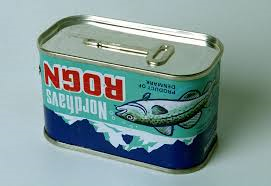 Nordhavs
ROGN
PRODUCT OF
DENMARK